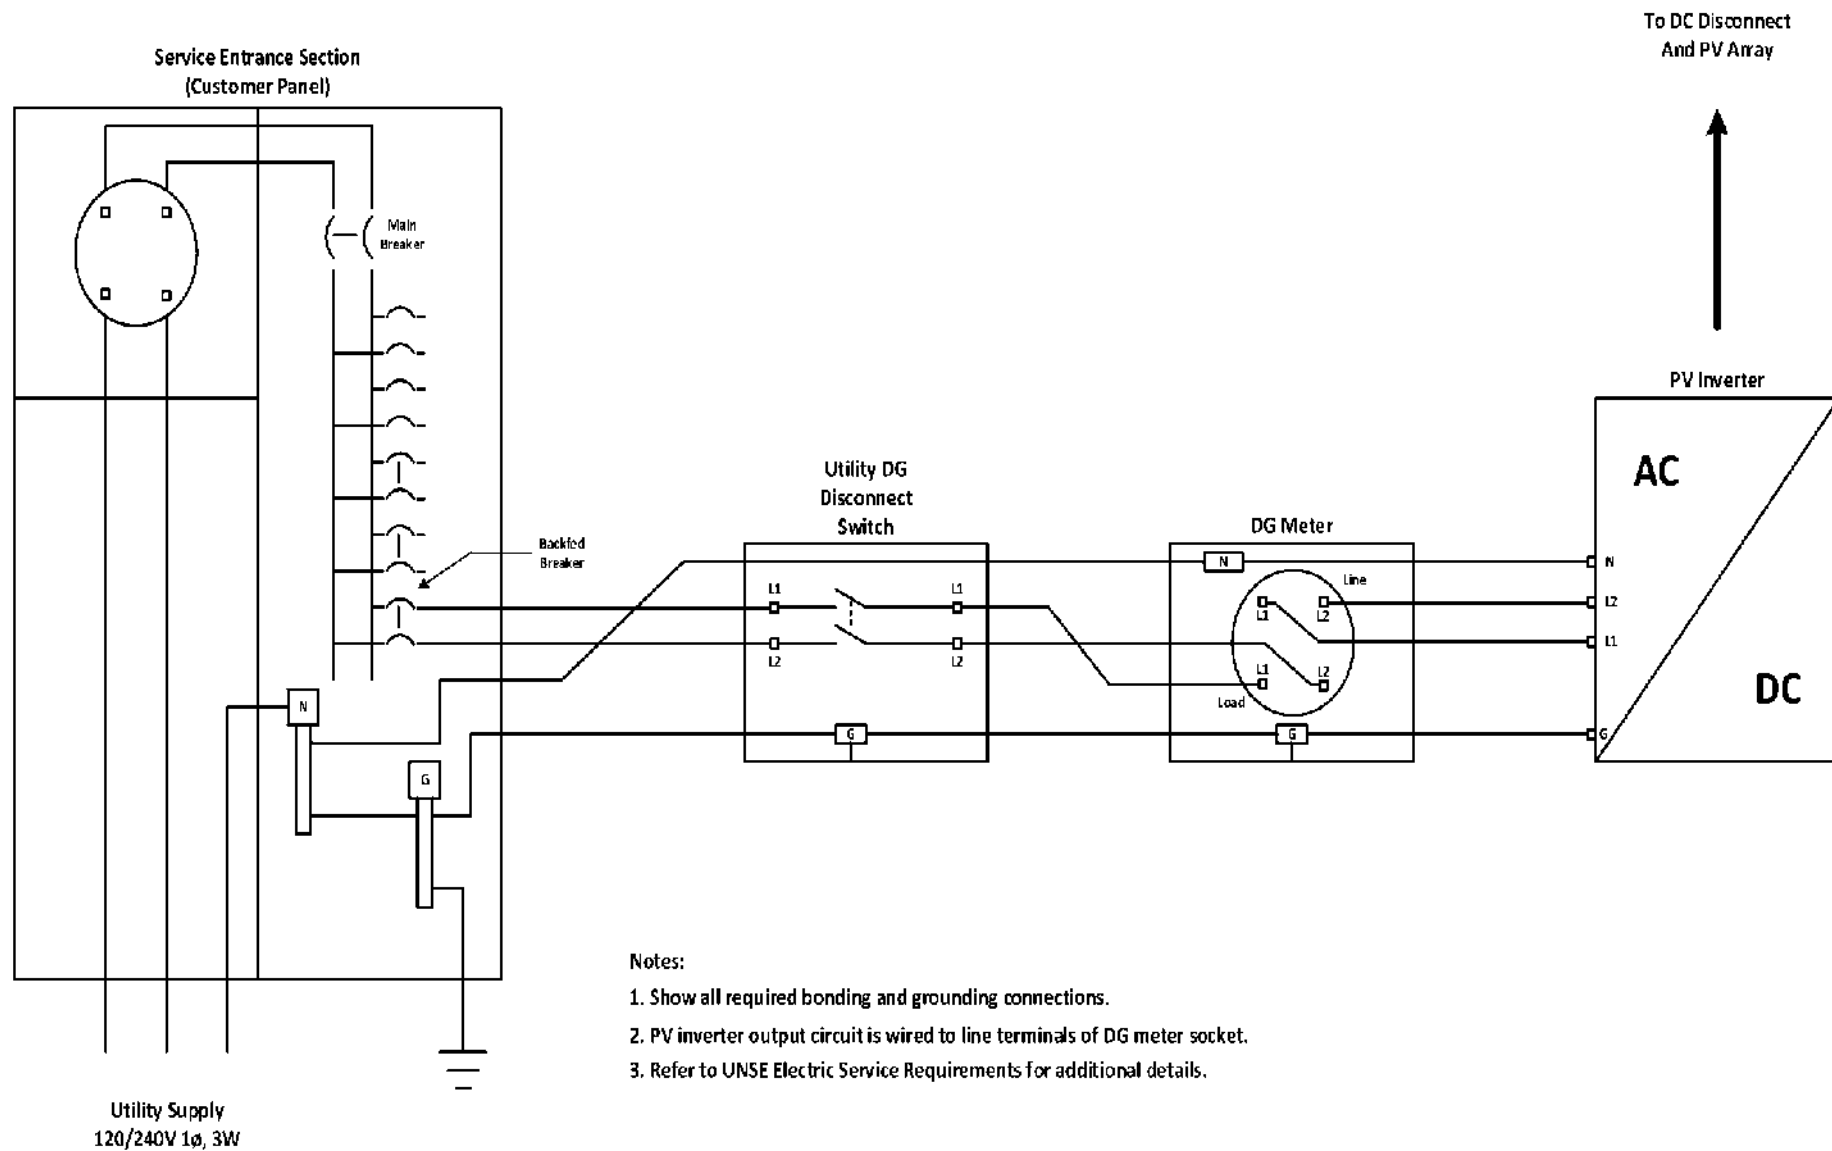 To DC Disconnect
And PV Array
Service Entrance Section
(Customer Panel)
Main
Breaker
PV Inverter
AC
DC
Utility DG
Disconnect
Switch
DG Meter
Backfed
Breaker
N
N
Line
L1
L1
L1
L2
L2
L1
L2
L2
L1
L2
Load
N
G
G
G
G
Notes:
1. Show all required bonding and grounding connections.
2. PV inverter output circuit is wired to line terminals of DG meter socket.
3. Refer to UNSE Electric Service Requirements for additional details.
Utility Supply
120/240V 1ø, 3W